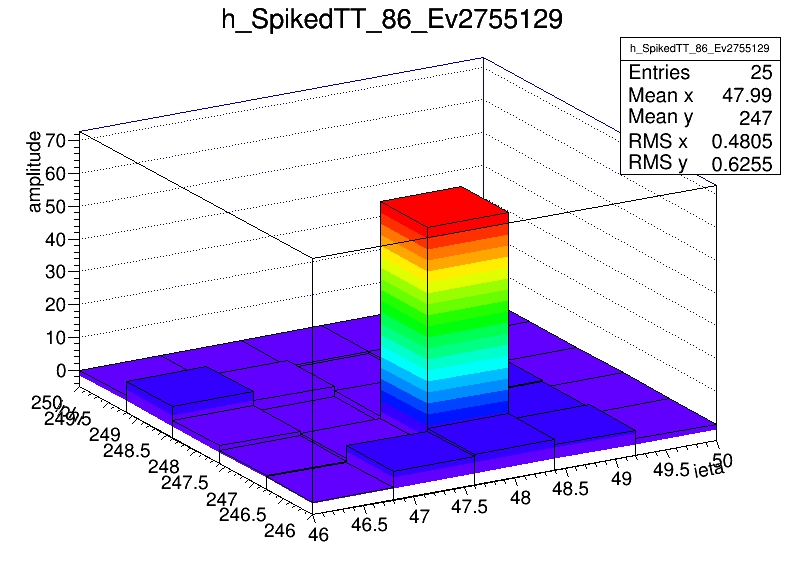 h_SpikedTT_86_Ev2755129
h_SpikedTT_86_Ev2755129
Entries 25
Mean x 47.99
Mean y 247
RMS x 0.4805
RMS y 0.6255
amplitude
70
60
50
40
30
20
10
0
250
249.5
249
248.5
248
247.5
247
246.5
246
46
46.5
47
47.5
48
48.5
49
49.5
50
ieta